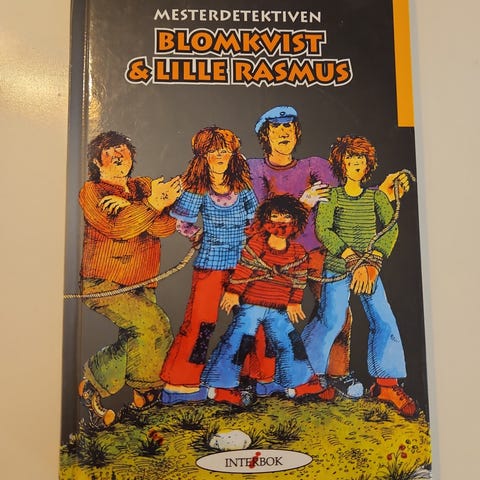 MESTERDETEKTIVEN
BLOMKVIST
& LILLE RASMUS
INTERBOK